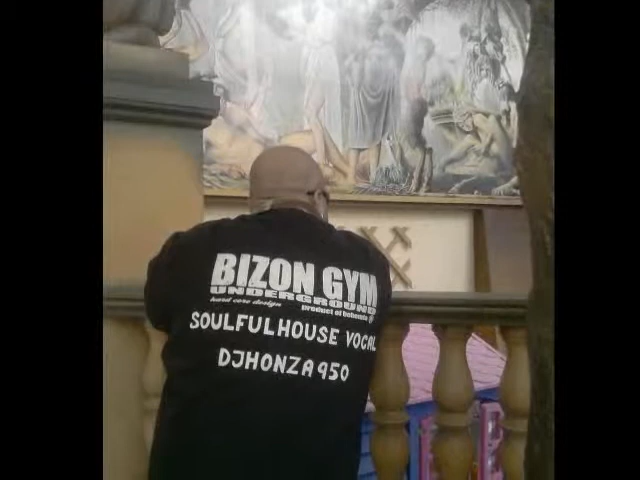 BIZON GYM
UNDERGROUND
hard core design
product of bohemia
SOULFULHOUSE VOCAL
DJHONZA950